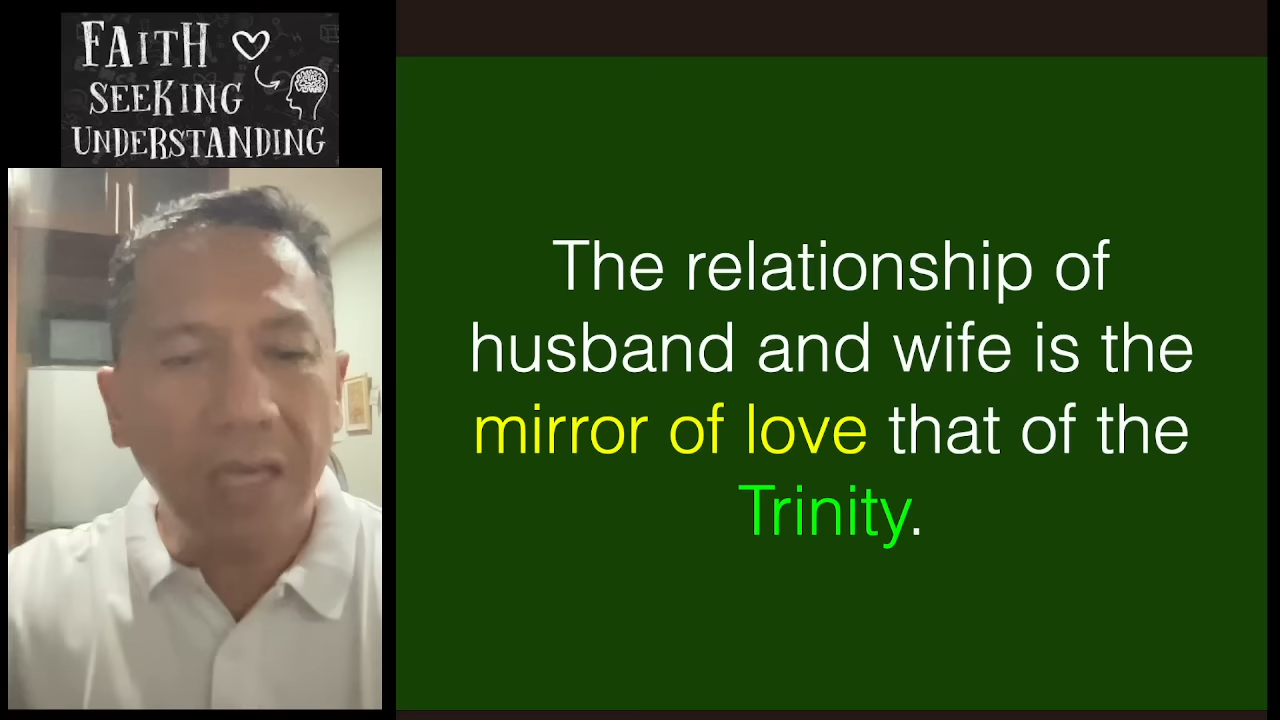 FAITH
SEEKING
UNDERSTANDING
The relationship of
husband and wife is the
mirror of love that of the
Trinity.